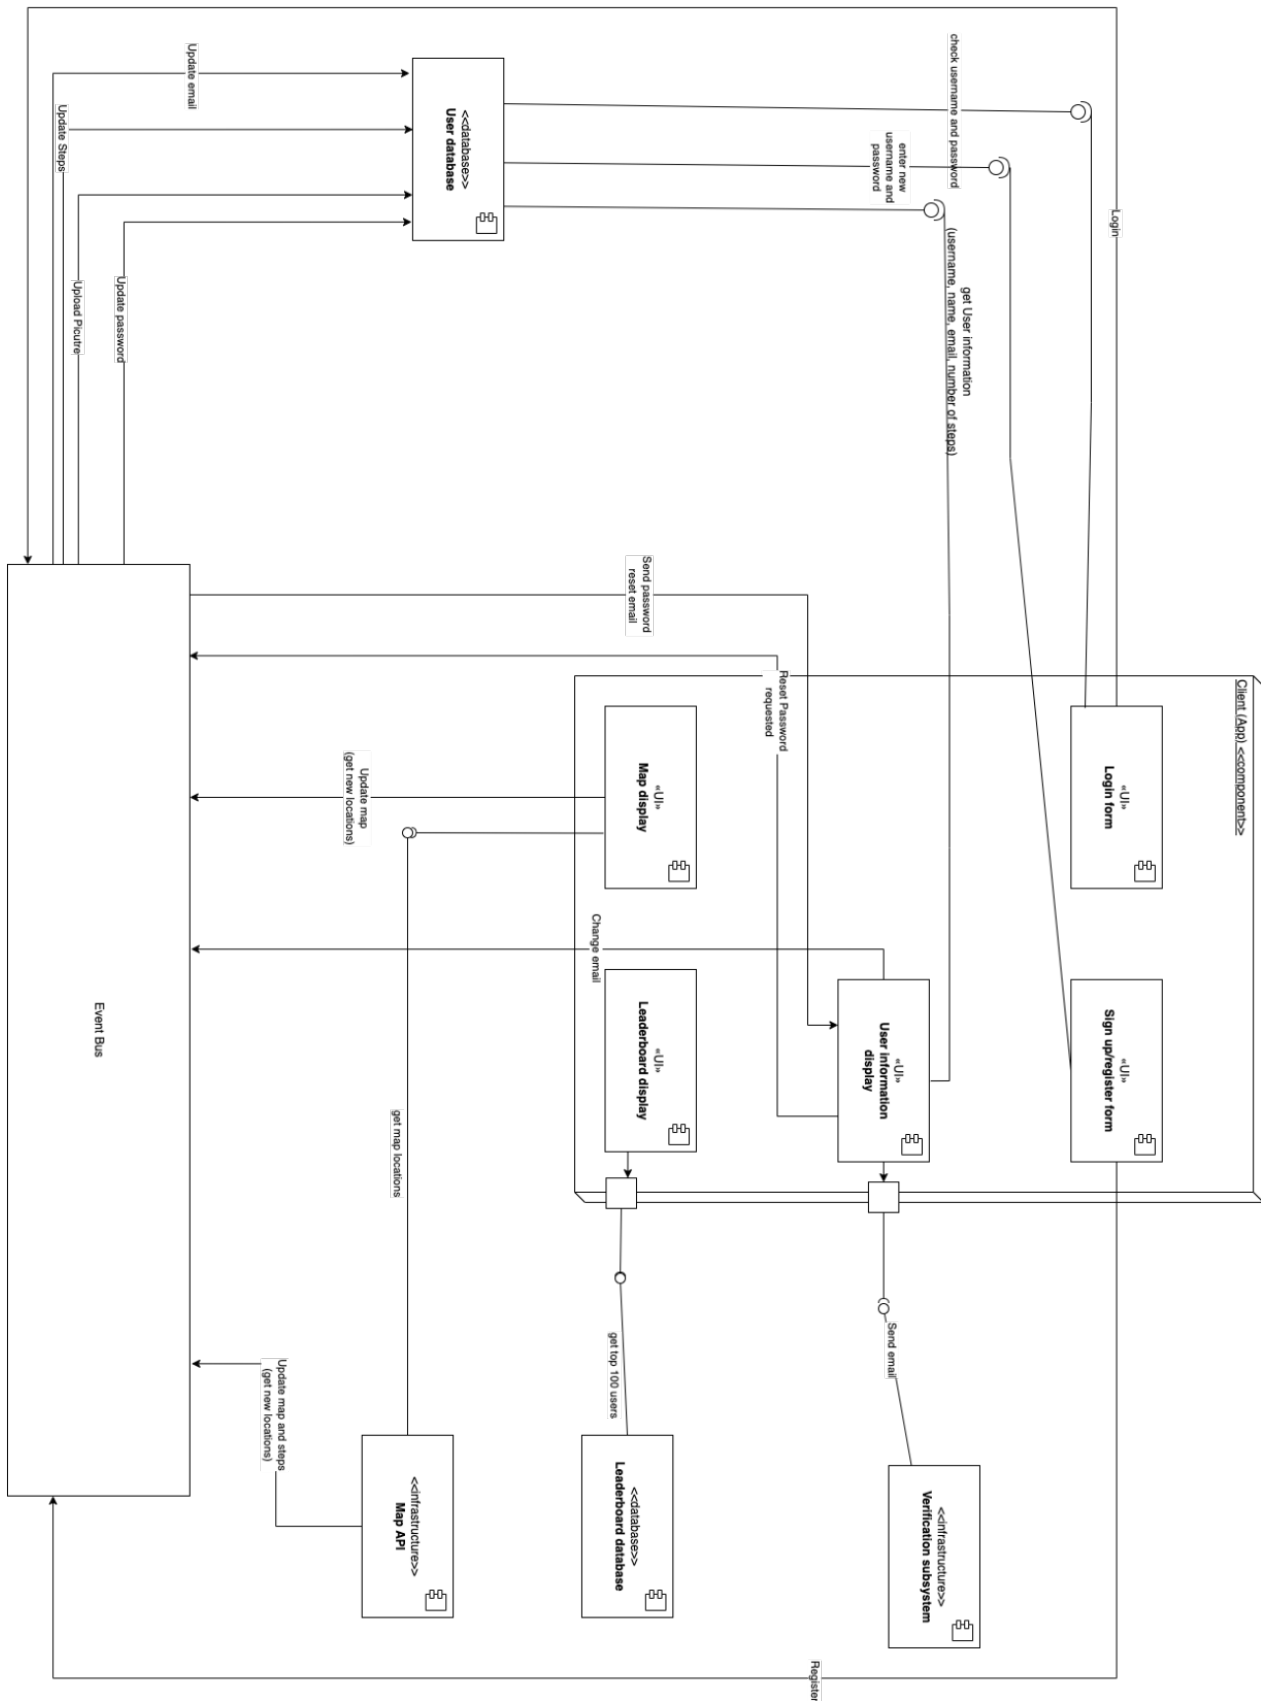 Login
check username and password
enter new
username and
password
get User information
(username, name, email, number of steps)
<<database>>
User database
Update email
Update Steps
Upload Picutre
Update password
Client (App) <<component>>
«UI»
Login form
«UI»
Sign up/register form
«UI»
User information
display
«UI»
Map display
«UI»
Leaderboard display
Send password
reset email
Reset Password
requested
Update map
(get new locations)
Change email
Event Bus
get map locations
Update map and steps
(get new locations)
get top 100 users
Send email
<<infrastructure>>
Verification subsystem
<<database>>
Leaderboard database
<<infrastructure>>
Map API
Register